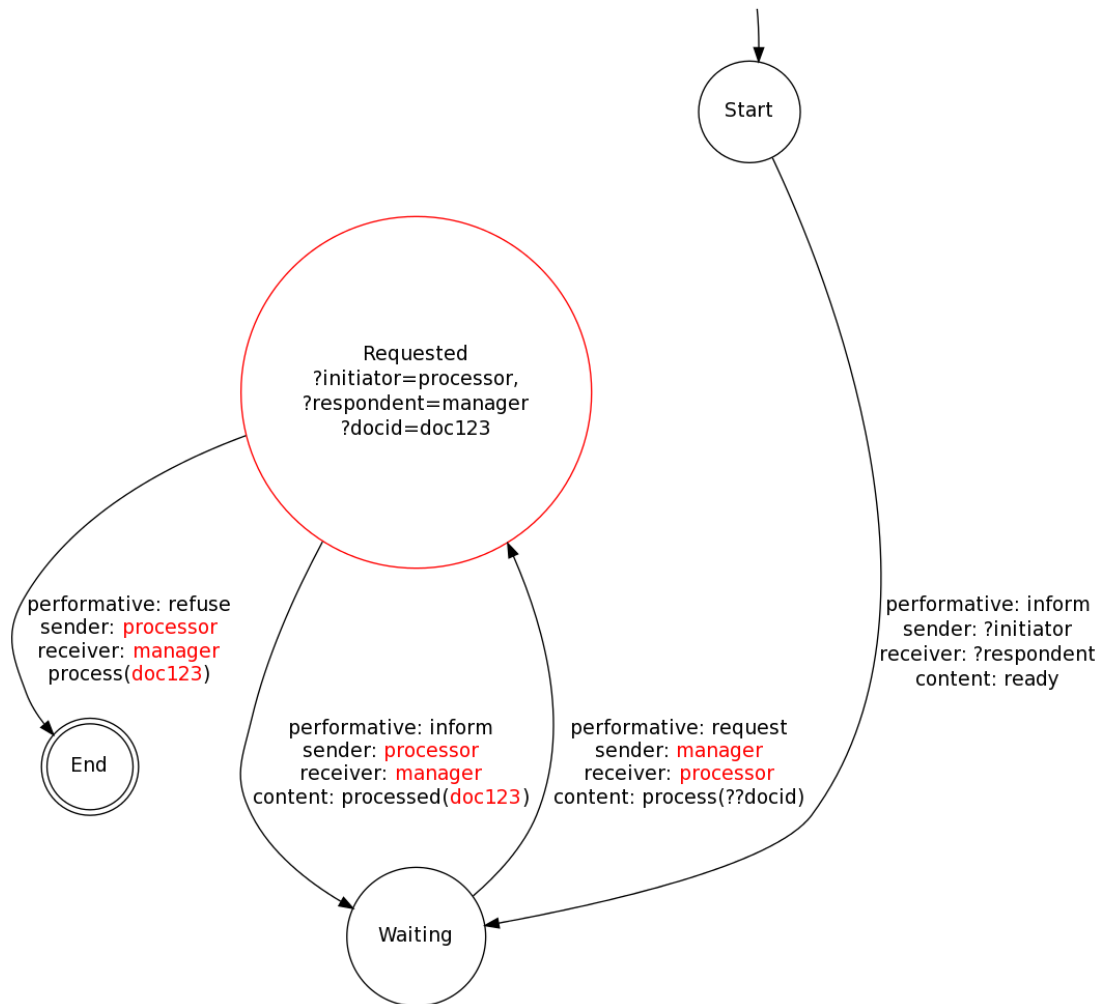 Start
Requested
?initiator=processor,
?respondent=manager
?docid=doc123
performative: refuse
sender: processor
receiver: manager
process(doc123)
performative: inform
sender: ?initiator
receiver: ?respondent
content: ready
performative: inform
sender: processor
receiver: manager
content: processed(doc123)
performative: request
sender: manager
receiver: processor
content: process(??docid)
End
Waiting